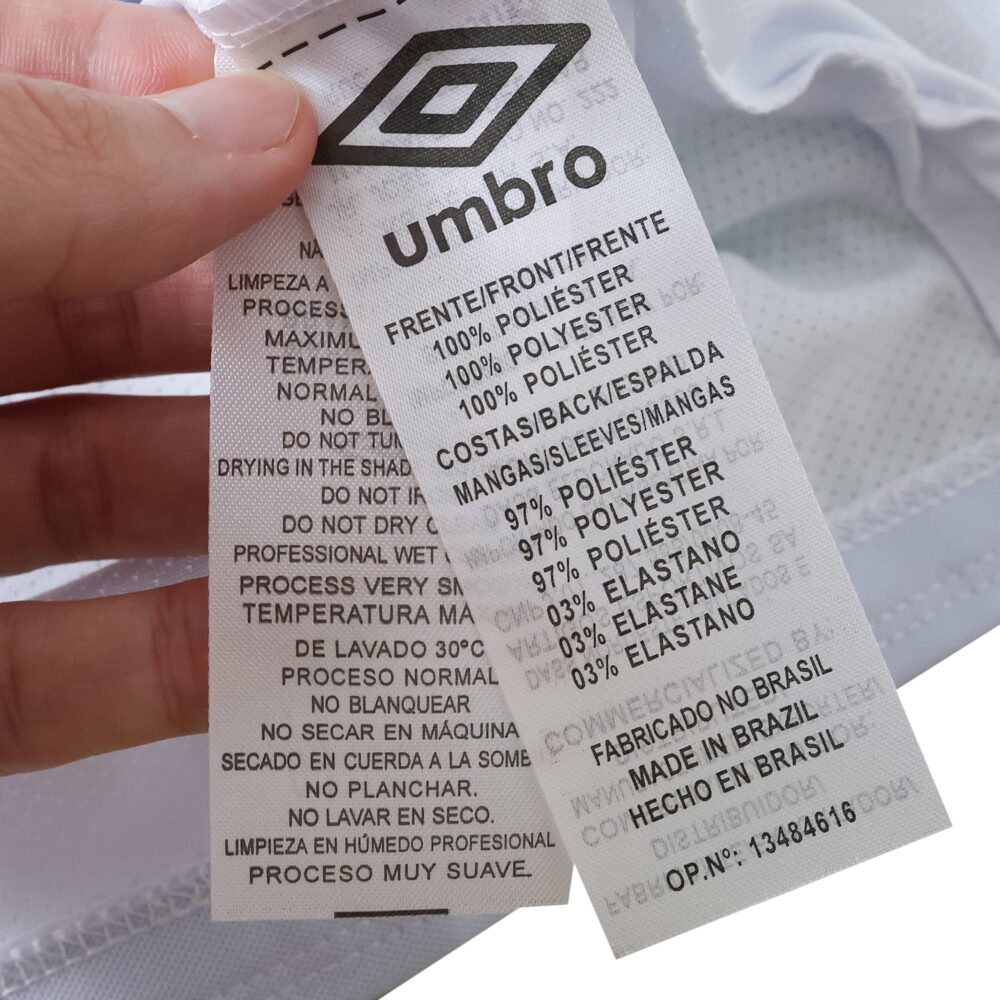 umbro
FRENTE/FRONT/FRENTE
100% POLIÉSTER
100% POLYESTER
100% POLIÉSTER
COSTAS/BACK/ESPALDA
MANGAS/SLEEVES/MANGAS
97% POLIÉSTER
97% POLYESTER
97% POLIÉSTER
03% ELASTANO
03% ELASTANE
03% ELASTANO
FABRICADO NO BRASIL
MADE IN BRAZIL
HECHO EN BRASIL
OP.Nº: 13484616
LIMPEZA A
PROCESS
MAXIMU
TEMPERA
NORMAL
NO BL
DO NOT TUM
DRYING IN THE SHAD
DO NOT IR
DO NOT DRY C
PROFESSIONAL WET C
PROCESS VERY
TEMPERATURA MÁ
DE LAVADO 30°C
PROCESO NORMAL
NO BLANQUEAR
NO SECAR EN MÁQUINA
SECADO EN CUERDA A LA SOMB
NO PLANCHAR.
NO LAVAR EN SECO.
LIMPIEZA EN HÚMEDO PROFESIONAL
PROCESO MUY SUAVE.